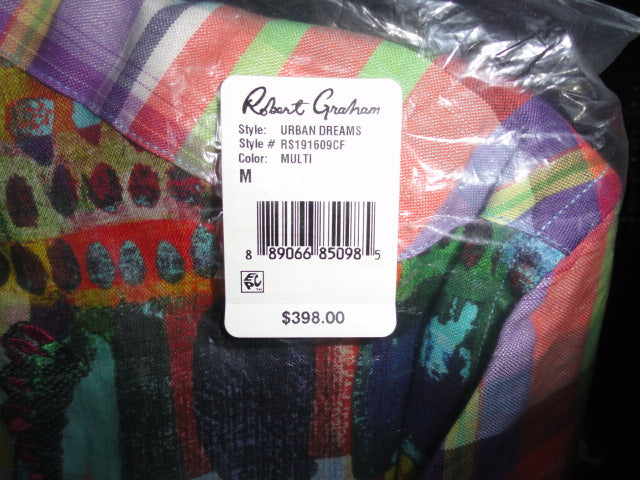 Robert Graham
Style: URBAN DREAMS
Style # RS191609CF
Color: MULTI
M
8 89066 85098 5
$398.00